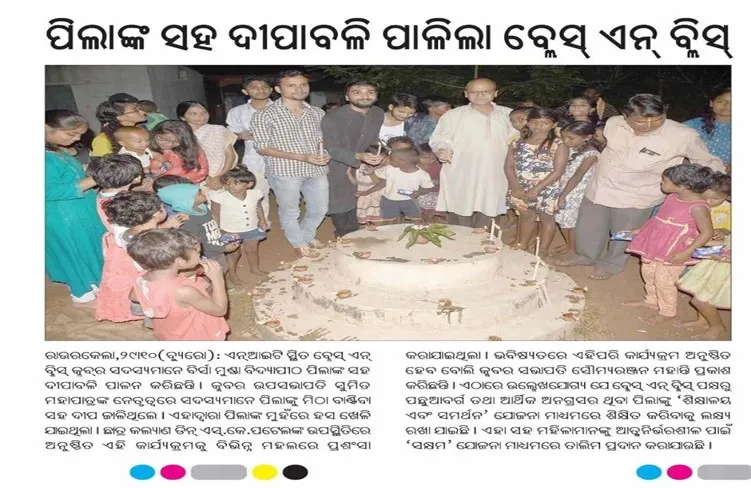 ପିଲାଙ୍କ ସହ ଦୀପାବଳି ପାଳିଲା ବ୍ଲେସ୍ ଏନ୍ ବ୍ଲିସ୍
ରାଉରକେଲା,୨୯।୧୦(ବ୍ୟୁରୋ): ଏନ୍ଆଇଟି ସ୍ଥିତ ବ୍ଲେସ୍ ଏନ୍
ବ୍ଲିସ୍ କ୍ଲବ୍‌ର ସଦସ୍ୟମାନେ ବିର୍ସା ମୁଣ୍ଡା ବିଦ୍ୟାପୀଠ ପିଲାଙ୍କ ସହ
ଦୀପାବଳି ପାଳନ କରିଛନ୍ତି । କ୍ଲବର ଉପସଭାପତି ସୁମିତ
ମହାପାତ୍ରଙ୍କ ନେତୃତ୍ୱରେ ସଦସ୍ୟମାନେ ପିଲାଙ୍କୁ ମିଠା ବାଣ୍ଟିବା
ସହ ଦୀପ ଜାଳିଥିଲେ । ଏହାଦ୍ୱାରା ପିଲାଙ୍କ ମୁହଁରେ ହସ ଖେଳି
ଯାଇଥିଲା । ଛାତ୍ର କଲ୍ୟାଣ ଡିନ୍ ଏସ୍.କେ.ପଟେଲଙ୍କ ଉପସ୍ଥିତିରେ
ଅନୁଷ୍ଠିତ ଏହି କାର୍ଯ୍ୟକ୍ରମକୁ ବିଭିନ୍ନ ମହଲରେ ପ୍ରଶଂସା
କରାଯାଇଥିଲା । ଭବିଷ୍ୟତରେ ଏହିପରି କାର୍ଯ୍ୟକ୍ରମ ଅନୁଷ୍ଠିତ
ହେବ ବୋଲି କ୍ଲବର ସଭାପତି ସୌମ୍ୟରଞ୍ଜନ ମହାନ୍ତି ପ୍ରକାଶ
କରିଛନ୍ତି । ଏଠାରେ ଉଲ୍ଲେଖଯୋଗ୍ୟ ଯେ ବ୍ଲେସ୍ ଏନ୍ ବ୍ଲିସ୍ ପକ୍ଷରୁ
ପଛୁଆବର୍ଗ ତଥା ଆର୍ଥିକ ଅନଗ୍ରସର ଥିବା ପିଲାଙ୍କୁ ‘ଶିକ୍ଷାଳୟ
ଏବଂ ସମର୍ଥନ’ ଯୋଜନା ମାଧ୍ୟମରେ ଶିକ୍ଷିତ କରିବାକୁ ଲକ୍ଷ୍ୟ
ରଖା ଯାଇଛି । ଏହା ସହ ମହିଳାମାନଙ୍କୁ ଆତ୍ମନିର୍ଭରଶୀଳ ପାଇଁ
‘ସକ୍ଷମ’ ଯୋଜନା ମାଧ୍ୟମରେ ତାଲିମ ପ୍ରଦାନ କରାଯାଉଛି ।